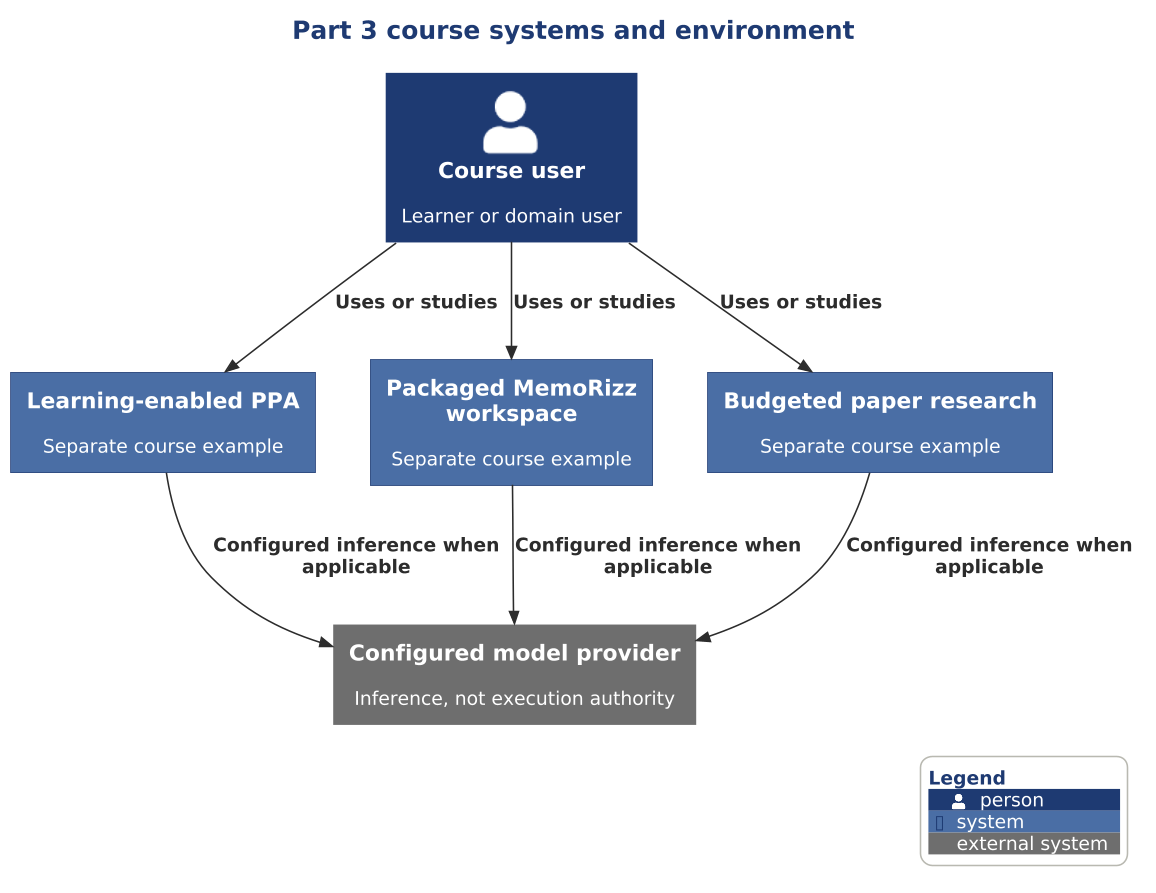 Part 3 course systems and environment
Course user
Learner or domain user
Uses or studies
Uses or studies
Uses or studies
Learning-enabled PPA
Separate course example
Packaged MemoRizz
workspace
Separate course example
Budgeted paper research
Separate course example
Configured inference when
applicable
Configured inference when
applicable
Configured inference when
applicable
Configured model provider
Inference, not execution authority
Legend
person
system
external system